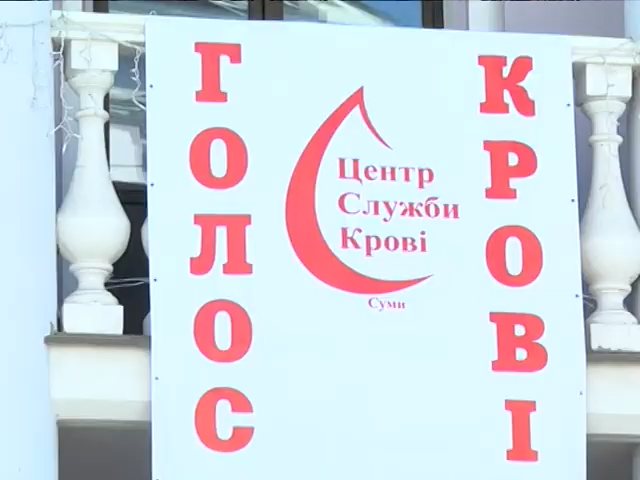 ГОЛОС
Центр
Служби
Крові
Суми
КРОВІ